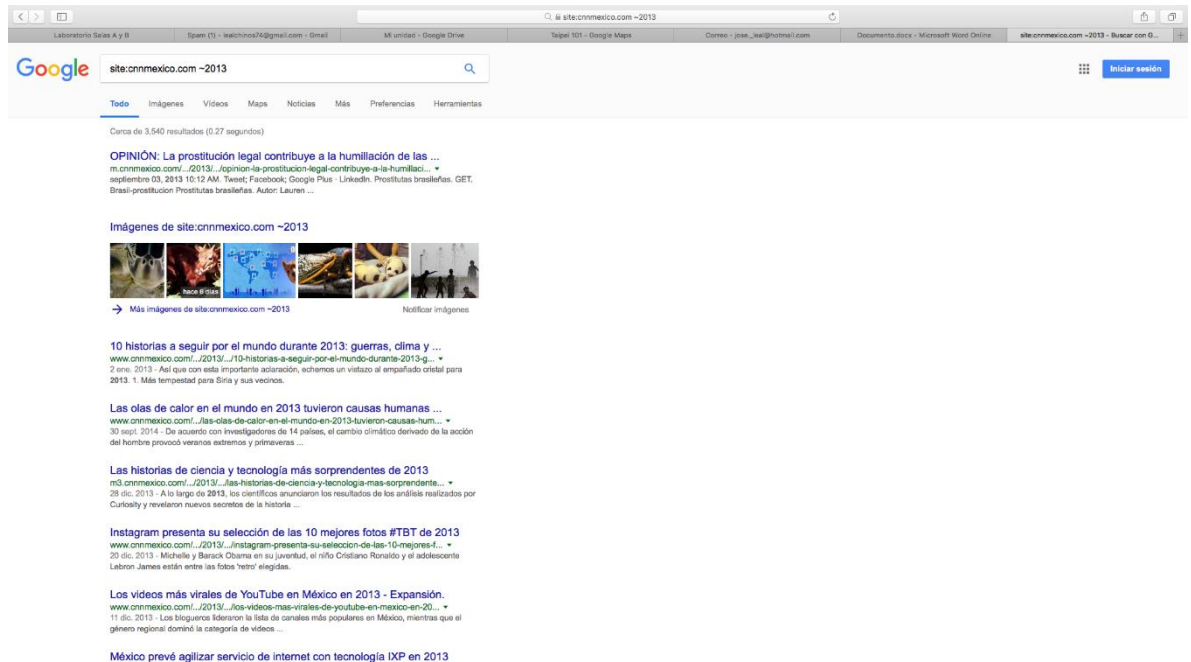 site:cnnmexico.com ~2013
Laboratorio Salas A y B
Spam (1) - isaichinos74@gmail.com - Gmail
Mi unidad - Google Drive
Taipei 101 - Google Maps
Correo - jose._isai@hotmail.com
Documento.docx - Microsoft Word Online
site:cnnmexico.com ~2013 - Buscar con G...
Google
site:cnnmexico.com ~2013
Iniciar sesión
Todo Imágenes Vídeos Maps Noticias Más Preferencias Herramientas
Cerca de 3,540 resultados (0.27 segundos)
OPINIÓN: La prostitución legal contribuye a la humillación de las ...
m.cnnmexico.com/.../2013/.../opinion-la-prostitucion-legal-contribuye-a-la-humillaci...
septiembre 03, 2013 10:12 AM. Tweet; Facebook; Google Plus · LinkedIn. Prostitutas brasileñas. GET.
Brasil-prostitucion Prostitutas brasileñas. Autor: Lauren ...
Imágenes de site:cnnmexico.com ~2013
hace 6 días
Más imágenes de site:cnnmexico.com ~2013
Notificar imágenes
10 historias a seguir por el mundo durante 2013: guerras, clima y ...
www.cnnmexico.com/.../2013/.../10-historias-a-seguir-por-el-mundo-durante-2013-g...
2 ene. 2013 - Así que con esta importante aclaración, echemos un vistazo al empañado cristal para
2013. 1. Más tempestad para Siria y sus vecinos.
Las olas de calor en el mundo en 2013 tuvieron causas humanas ...
www.cnnmexico.com/.../las-olas-de-calor-en-el-mundo-en-2013-tuvieron-causas-hum...
30 sept. 2014 - De acuerdo con investigadores de 14 países, el cambio climático derivado de la acción
del hombre provocó veranos extremos y primaveras ...
Las historias de ciencia y tecnología más sorprendentes de 2013
m3.cnnmexico.com/.../2013/.../las-historias-de-ciencia-y-tecnologia-mas-sorprendente...
28 dic. 2013 - A lo largo de 2013, los científicos anunciaron los resultados de los análisis realizados por
Curiosity y revelaron nuevos secretos de la historia ...
Instagram presenta su selección de las 10 mejores fotos #TBT de 2013
www.cnnmexico.com/.../2013/.../instagram-presenta-su-seleccion-de-las-10-mejores-f...
20 dic. 2013 - Michelle y Barack Obama en su juventud, el niño Cristiano Ronaldo y el adolescente
Lebron James están entre las fotos 'retro' elegidas.
Los videos más virales de YouTube en México en 2013 - Expansión.
www.cnnmexico.com/.../2013/.../los-videos-mas-virales-de-youtube-en-mexico-en-20...
11 dic. 2013 - Los blogueros lideraron la lista de canales más populares en México, mientras que el
género regional dominó la categoría de videos ...
México prevé agilizar servicio de internet con tecnología IXP en 2013